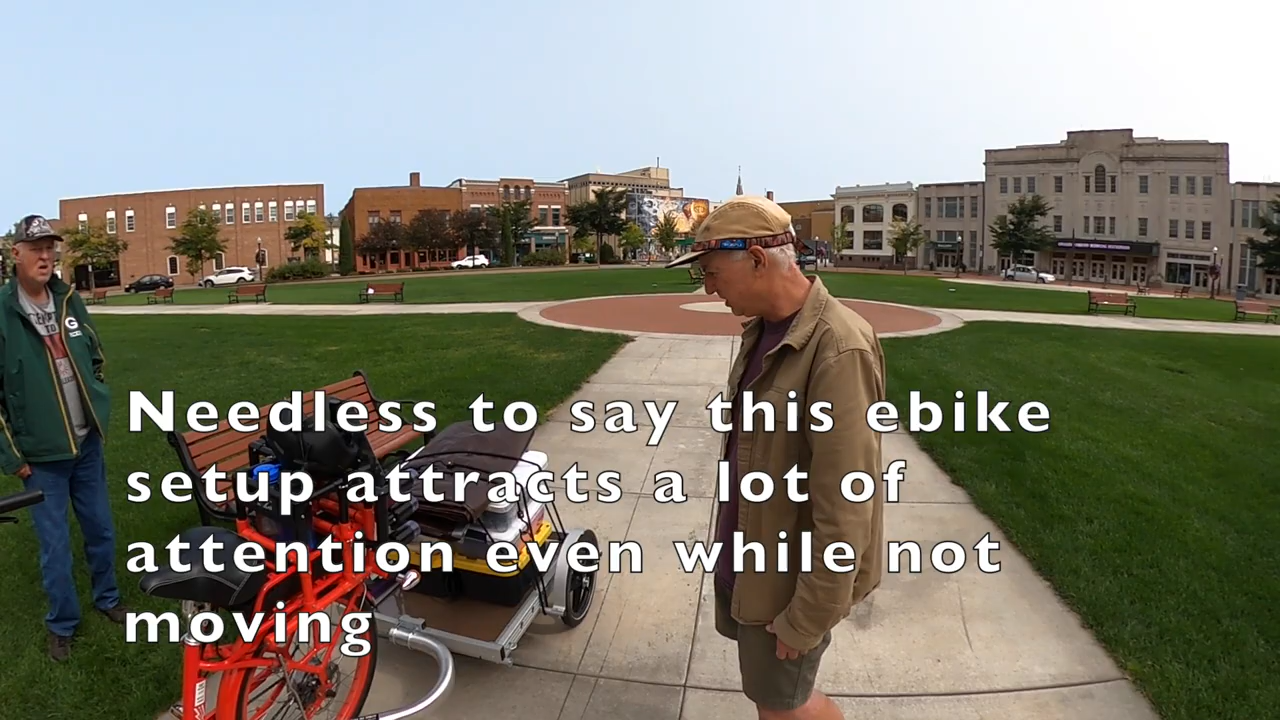 Needless to say this ebike
setup attracts a lot of
attention even while not
moving
G